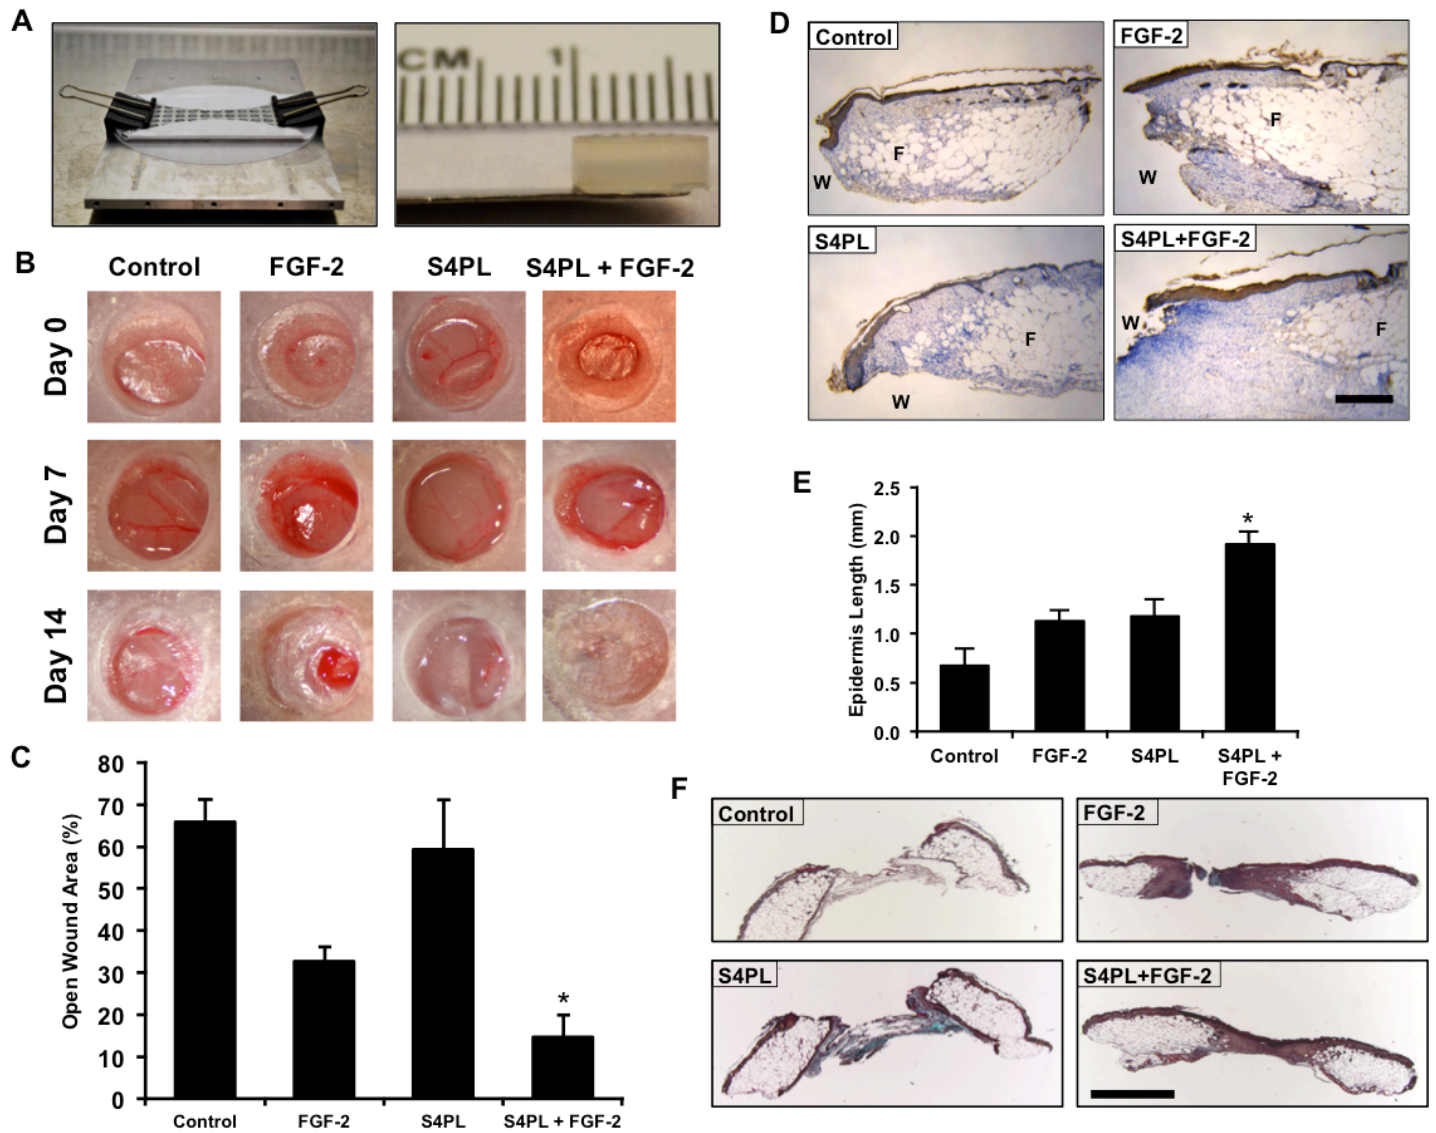 A
CM 1
B
Control FGF-2 S4PL S4PL + FGF-2
Day 0
Day 7
Day 14
C
Open Wound Area (%)
80
70
60
50
40
30
20
10
0
Control FGF-2 S4PL S4PL + FGF-2
D
Control
F
W
FGF-2
F
W
S4PL
F
W
S4PL+FGF-2
W
F
E
Epidermis Length (mm)
2.5
2.0
1.5
1.0
0.5
0.0
*
Control FGF-2 S4PL S4PL +
FGF-2
*
F
Control
FGF-2
S4PL
S4PL+FGF-2